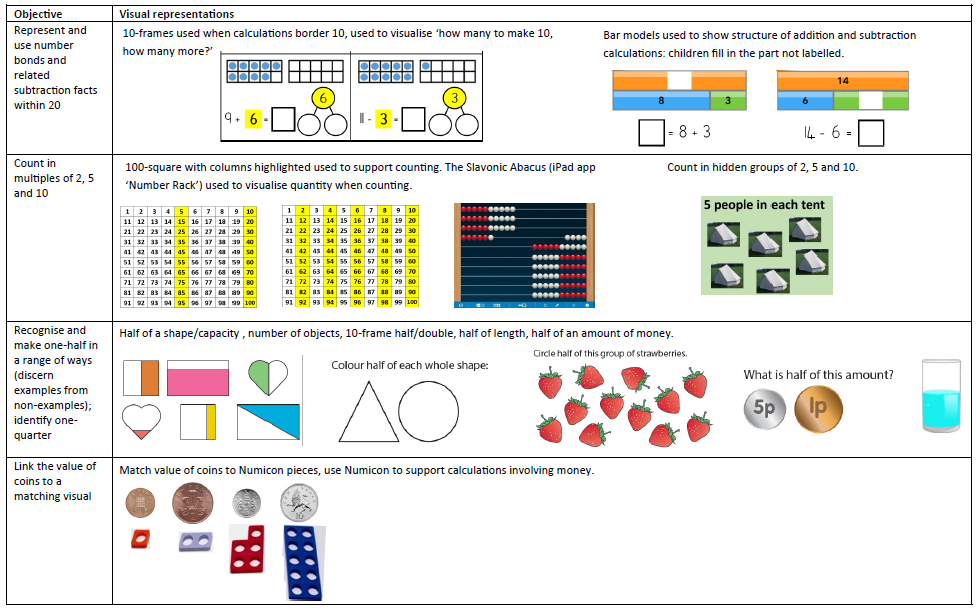 Objective
Visual representations
Represent and
use number
bonds and
related
subtraction facts
within 20
10-frames used when calculations border 10, used to visualise ‘how many to make 10,
how many more?’
6
9 + 6 =
3
11 - 3 =
Bar models used to show structure of addition and subtraction
calculations: children fill in the part not labelled.
8 3
= 8 + 3
14
6
14 - 6 =
Count in
multiples of 2, 5
and 10
100-square with columns highlighted used to support counting. The Slavonic Abacus (iPad app
‘Number Rack’) used to visualise quantity when counting.
1 2 3 4 5 6 7 8 9 10
11 12 13 14 15 16 17 18 19 20
21 22 23 24 25 26 27 28 29 30
31 32 33 34 35 36 37 38 39 40
41 42 43 44 45 46 47 48 49 50
51 52 53 54 55 56 57 58 59 60
61 62 63 64 65 66 67 68 69 70
71 72 73 74 75 76 77 78 79 80
81 82 83 84 85 86 87 88 89 90
91 92 93 94 95 96 97 98 99 100
1 2 3 4 5 6 7 8 9 10
11 12 13 14 15 16 17 18 19 20
21 22 23 24 25 26 27 28 29 30
31 32 33 34 35 36 37 38 39 40
41 42 43 44 45 46 47 48 49 50
51 52 53 54 55 56 57 58 59 60
61 62 63 64 65 66 67 68 69 70
71 72 73 74 75 76 77 78 79 80
81 82 83 84 85 86 87 88 89 90
91 92 93 94 95 96 97 98 99 100
Count in hidden groups of 2, 5 and 10.
5 people in each tent
Recognise and
make one-half in
a range of ways
(discern
examples from
non-examples);
identify one-
quarter
Half of a shape/capacity , number of objects, 10-frame half/double, half of length, half of an amount of money.
Colour half of each whole shape:
Circle half of this group of strawberries.
What is half of this amount?
5p 1p
Link the value of
coins to a
matching visual
Match value of coins to Numicon pieces, use Numicon to support calculations involving money.
10